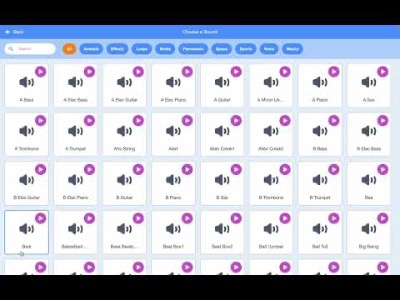 Back Choose a Sound
Search All Animals Effects Loops Notes Percussion Space Sports Voice Wacky
A Bass A Elec Bass A Elec Guitar A Elec Piano A Guitar A Minor Uk... A Piano A Sax
A Trombone A Trumpet Afro String Alert Alien Creak1 Alien Creak2 B Bass B Elec Bass
B Elec Guitar B Elec Piano B Guitar B Piano B Sax B Trombone B Trumpet Baa
Bark Basketball ... Bass Beatb... Beat Box1 Beat Box2 Bell Cymbal Bell Toll Big Boing